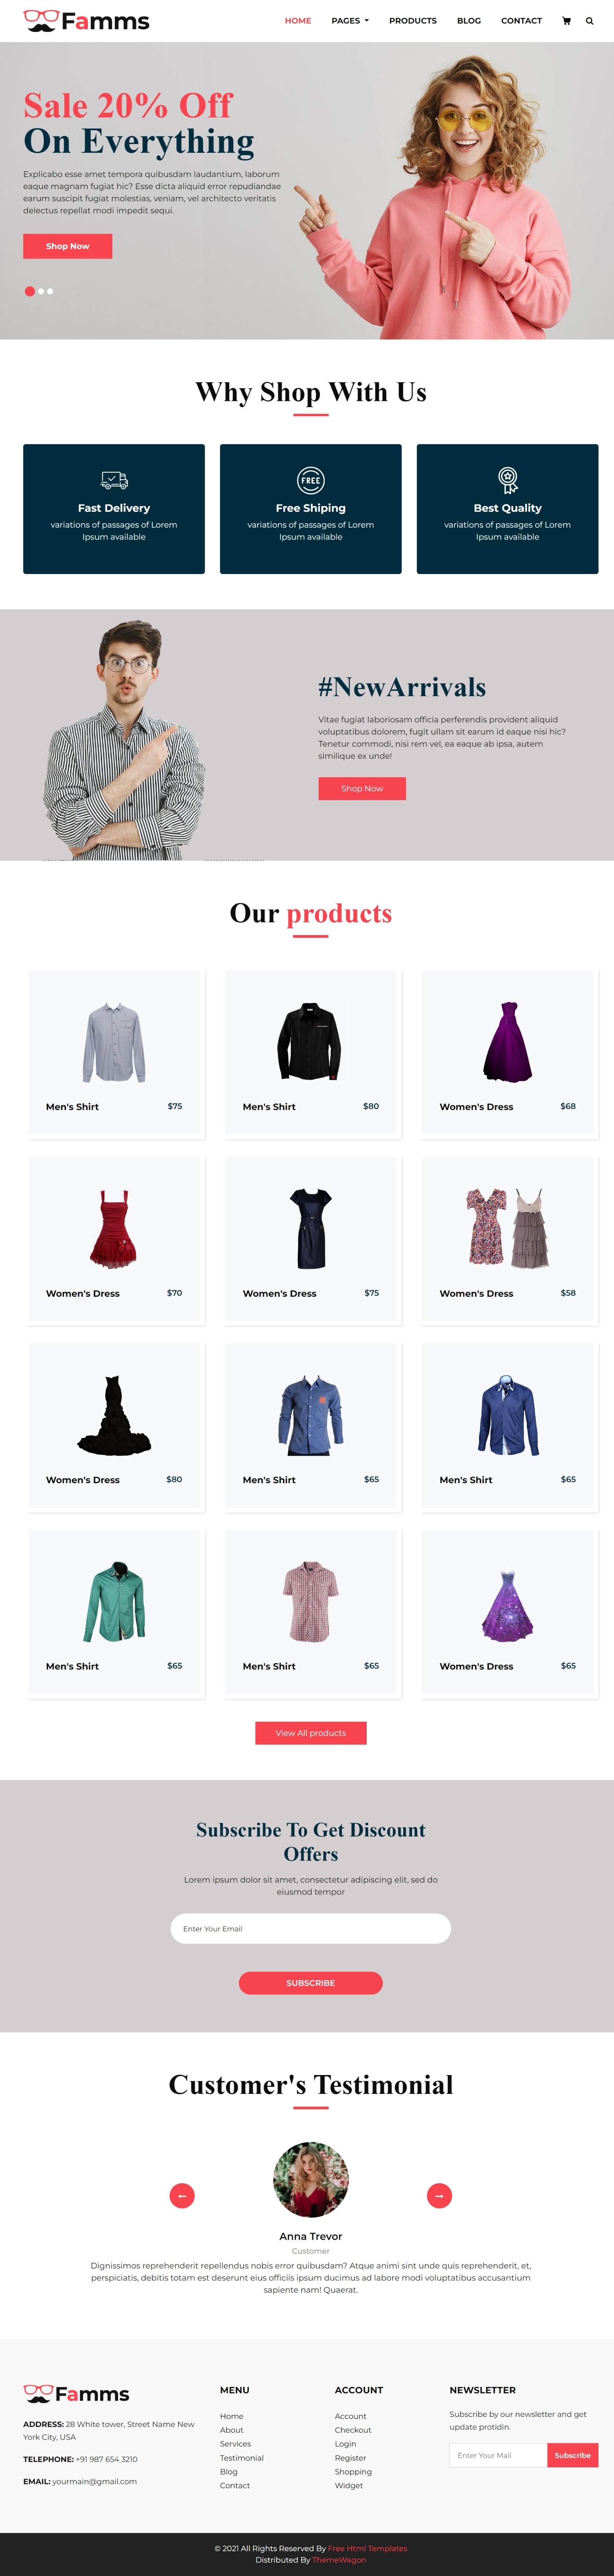 Famms
HOME
PAGES
PRODUCTS
BLOG
CONTACT
Sale 20% Off
On Everything
Explicabo esse amet tempora quibusdam laudantium, laborum
eaque magnam fugiat hic? Esse dicta aliquid error repudiandae
earum suscipit fugiat molestias, veniam, vel architecto veritatis
delectus repellat modi impedit sequi.
Shop Now
Why Shop With Us
FREE
Fast Delivery
variations of passages of Lorem
Ipsum available
Free Shiping
variations of passages of Lorem
Ipsum available
Best Quality
variations of passages of Lorem
Ipsum available
#NewArrivals
Vitae fugiat laboriosam officia perferendis provident aliquid
voluptatibus dolorem, fugit ullam sit earum id eaque nisi hic?
Tenetur commodi, nisi rem vel, ea eaque ab ipsa, autem
similique ex unde!
Shop Now
Our products
Men's Shirt $75
Men's Shirt $80
Women's Dress $68
Women's Dress $70
Women's Dress $75
Women's Dress $58
Women's Dress $80
Men's Shirt $65
Men's Shirt $65
Men's Shirt $65
Men's Shirt $65
Women's Dress $65
View All products
Subscribe To Get Discount
Offers
Lorem ipsum dolor sit amet, consectetur adipiscing elit, sed do
eiusmod tempor
Enter Your Email
SUBSCRIBE
Customer's Testimonial
Anna Trevor
Customer
Dignissimos reprehenderit repellendus nobis error quibusdam? Atque animi sint unde quis reprehenderit, et,
perspiciatis, debitis totam est deserunt eius officiis ipsum ducimus ad labore modi voluptatibus accusantium
sapiente nam! Quaerat.
Famms
ADDRESS: 28 White tower, Street Name New
York City, USA
TELEPHONE: +91 987 654 3210
EMAIL: yourmain@gmail.com
MENU
Home
About
Services
Testimonial
Blog
Contact
ACCOUNT
Account
Checkout
Login
Register
Shopping
Widget
NEWSLETTER
Subscribe by our newsletter and get
update protidin.
Enter Your Mail
Subscribe
© 2021 All Rights Reserved By Free Html Templates
Distributed By ThemeWagon